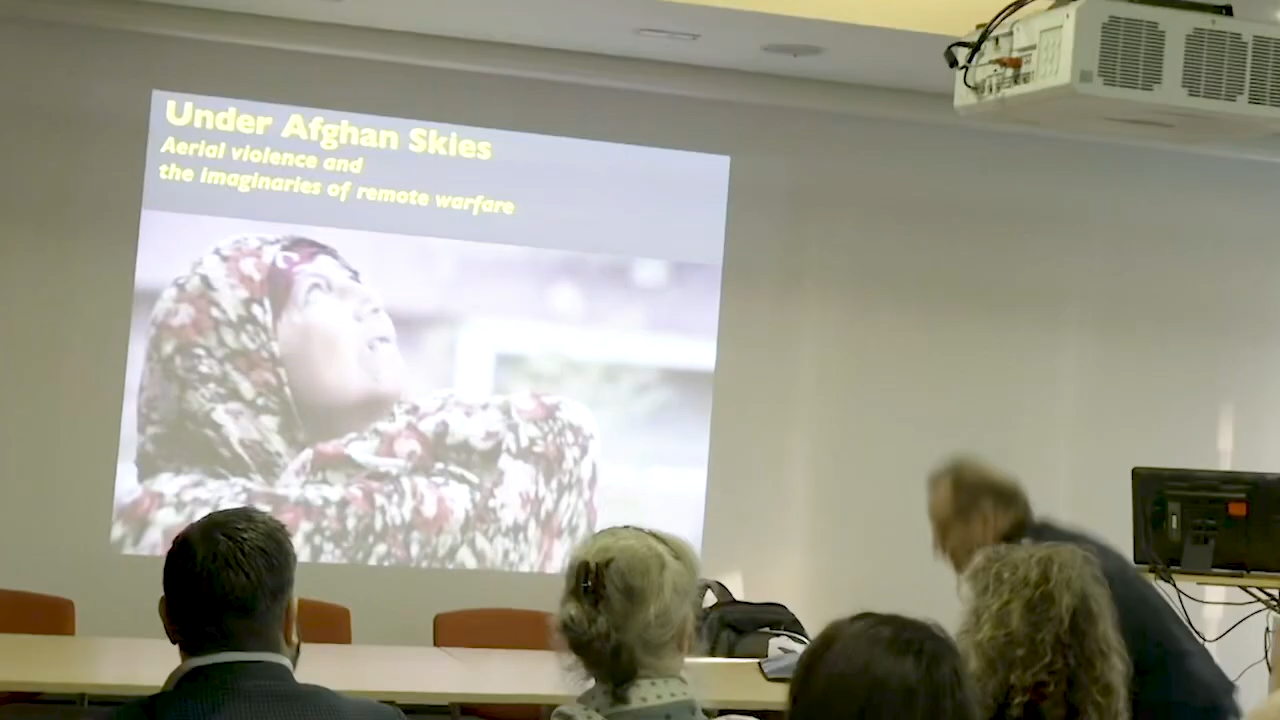 Under Afghan Skies
Aerial violence and
the imaginaries of remote warfare